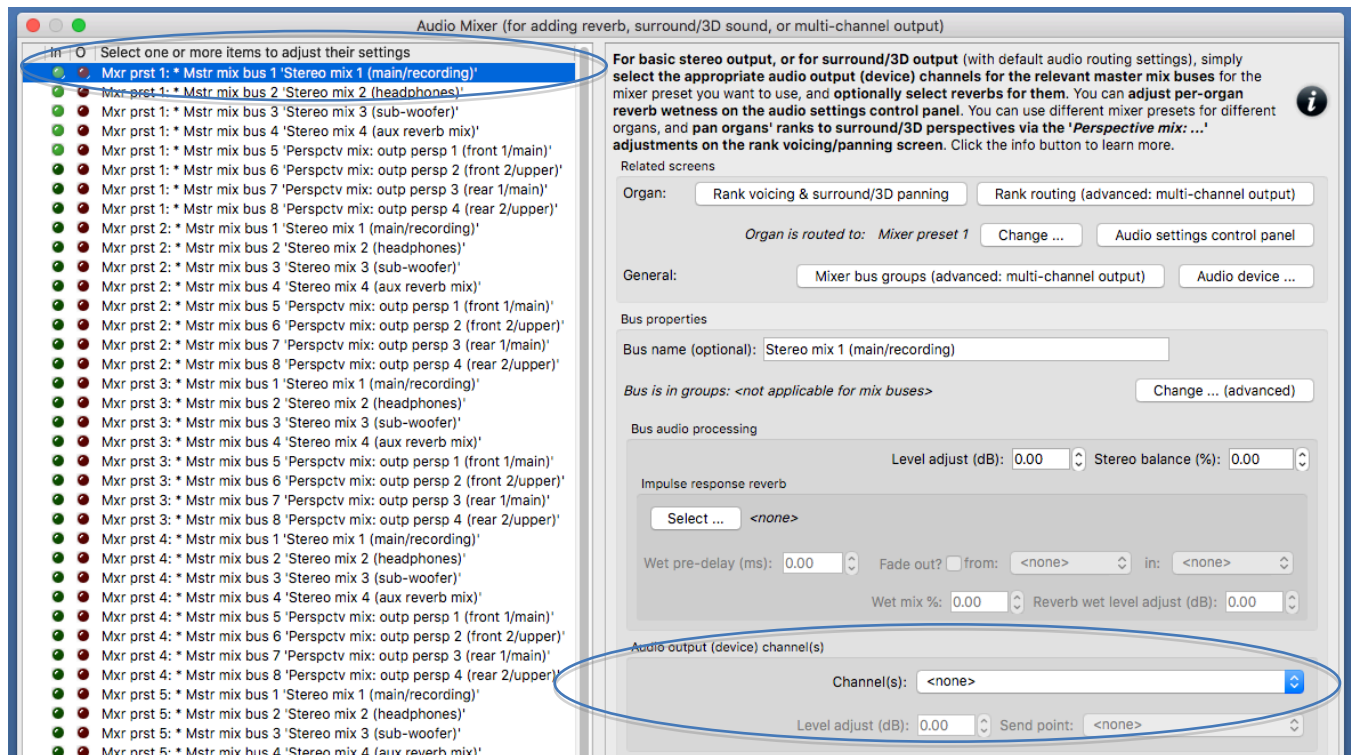 Audio Mixer (for adding reverb, surround/3D sound, or multi-channel output)
In O Select one or more items to adjust their settings
Mxr prst 1: * Mstr mix bus 1 'Stereo mix 1 (main/recording)'
Mxr prst 1: * Mstr mix bus 2 'Stereo mix 2 (headphones)'
Mxr prst 1: * Mstr mix bus 3 'Stereo mix 3 (sub-woofer)'
Mxr prst 1: * Mstr mix bus 4 'Stereo mix 4 (aux reverb mix)'
Mxr prst 1: * Mstr mix bus 5 'Perspctv mix: outp persp 1 (front 1/main)'
Mxr prst 1: * Mstr mix bus 6 'Perspctv mix: outp persp 2 (front 2/upper)'
Mxr prst 1: * Mstr mix bus 7 'Perspctv mix: outp persp 3 (rear 1/main)'
Mxr prst 1: * Mstr mix bus 8 'Perspctv mix: outp persp 4 (rear 2/upper)'
Mxr prst 2: * Mstr mix bus 1 'Stereo mix 1 (main/recording)'
Mxr prst 2: * Mstr mix bus 2 'Stereo mix 2 (headphones)'
Mxr prst 2: * Mstr mix bus 3 'Stereo mix 3 (sub-woofer)'
Mxr prst 2: * Mstr mix bus 4 'Stereo mix 4 (aux reverb mix)'
Mxr prst 2: * Mstr mix bus 5 'Perspctv mix: outp persp 1 (front 1/main)'
Mxr prst 2: * Mstr mix bus 6 'Perspctv mix: outp persp 2 (front 2/upper)'
Mxr prst 2: * Mstr mix bus 7 'Perspctv mix: outp persp 3 (rear 1/main)'
Mxr prst 2: * Mstr mix bus 8 'Perspctv mix: outp persp 4 (rear 2/upper)'
Mxr prst 3: * Mstr mix bus 1 'Stereo mix 1 (main/recording)'
Mxr prst 3: * Mstr mix bus 2 'Stereo mix 2 (headphones)'
Mxr prst 3: * Mstr mix bus 3 'Stereo mix 3 (sub-woofer)'
Mxr prst 3: * Mstr mix bus 4 'Stereo mix 4 (aux reverb mix)'
Mxr prst 3: * Mstr mix bus 5 'Perspctv mix: outp persp 1 (front 1/main)'
Mxr prst 3: * Mstr mix bus 6 'Perspctv mix: outp persp 2 (front 2/upper)'
Mxr prst 3: * Mstr mix bus 7 'Perspctv mix: outp persp 3 (rear 1/main)'
Mxr prst 3: * Mstr mix bus 8 'Perspctv mix: outp persp 4 (rear 2/upper)'
Mxr prst 4: * Mstr mix bus 1 'Stereo mix 1 (main/recording)'
Mxr prst 4: * Mstr mix bus 2 'Stereo mix 2 (headphones)'
Mxr prst 4: * Mstr mix bus 3 'Stereo mix 3 (sub-woofer)'
Mxr prst 4: * Mstr mix bus 4 'Stereo mix 4 (aux reverb mix)'
Mxr prst 4: * Mstr mix bus 5 'Perspctv mix: outp persp 1 (front 1/main)'
Mxr prst 4: * Mstr mix bus 6 'Perspctv mix: outp persp 2 (front 2/upper)'
Mxr prst 4: * Mstr mix bus 7 'Perspctv mix: outp persp 3 (rear 1/main)'
Mxr prst 4: * Mstr mix bus 8 'Perspctv mix: outp persp 4 (rear 2/upper)'
Mxr prst 5: * Mstr mix bus 1 'Stereo mix 1 (main/recording)'
Mxr prst 5: * Mstr mix bus 2 'Stereo mix 2 (headphones)'
Mxr prst 5: * Mstr mix bus 3 'Stereo mix 3 (sub-woofer)'
Mxr prst 5: * Mstr mix bus 4 'Stereo mix 4 (aux reverb mix)'
For basic stereo output, or for surround/3D output (with default audio routing settings), simply
select the appropriate audio output (device) channels for the relevant master mix buses for the
mixer preset you want to use, and optionally select reverbs for them. You can adjust per-organ
reverb wetness on the audio settings control panel. You can use different mixer presets for different
organs, and pan organs' ranks to surround/3D perspectives via the 'Perspective mix: ...'
adjustments on the rank voicing/panning screen. Click the info button to learn more.
Related screens
Organ: Rank voicing & surround/3D panning Rank routing (advanced: multi-channel output)
Organ is routed to: Mixer preset 1 Change ... Audio settings control panel
General: Mixer bus groups (advanced: multi-channel output) Audio device ...
Bus properties
Bus name (optional): Stereo mix 1 (main/recording)
Bus is in groups: <not applicable for mix buses> Change ... (advanced)
Bus audio processing
Level adjust (dB): 0.00 Stereo balance (%): 0.00
Impulse response reverb
Select ... <none>
Wet pre-delay (ms): 0.00 Fade out? from: <none> in: <none>
Wet mix %: 0.00 Reverb wet level adjust (dB): 0.00
Audio output (device) channel(s)
Channel(s): <none>
Level adjust (dB): 0.00 Send point: <none>